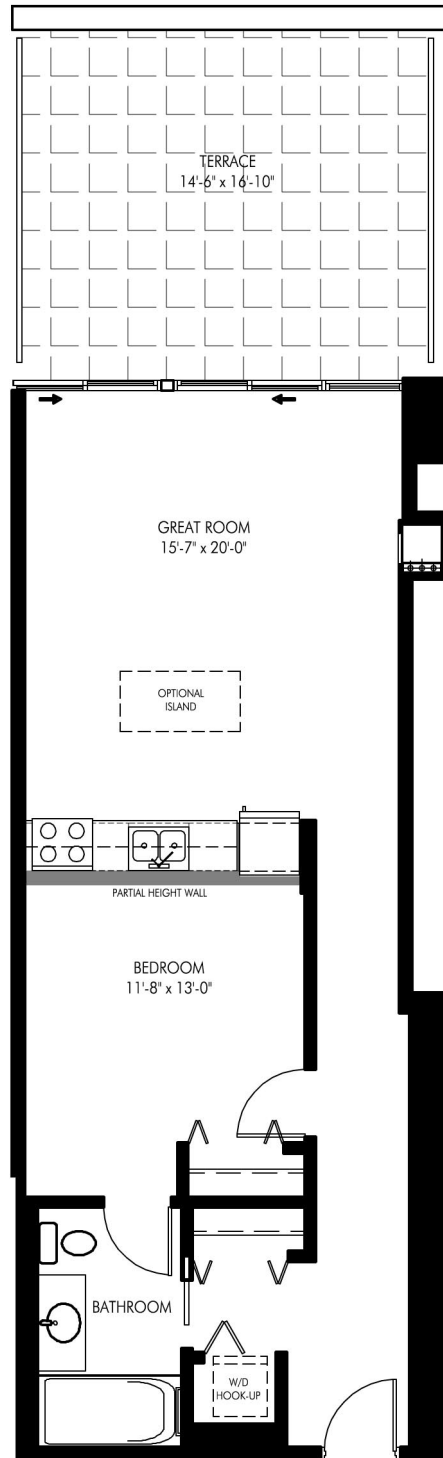 TERRACE
14'-6" x 16'-10"
GREAT ROOM
15'-7" x 20'-0"
OPTIONAL
ISLAND
PARTIAL HEIGHT WALL
BEDROOM
11'-8" x 13'-0"
BATHROOM
W/D
HOOK-UP